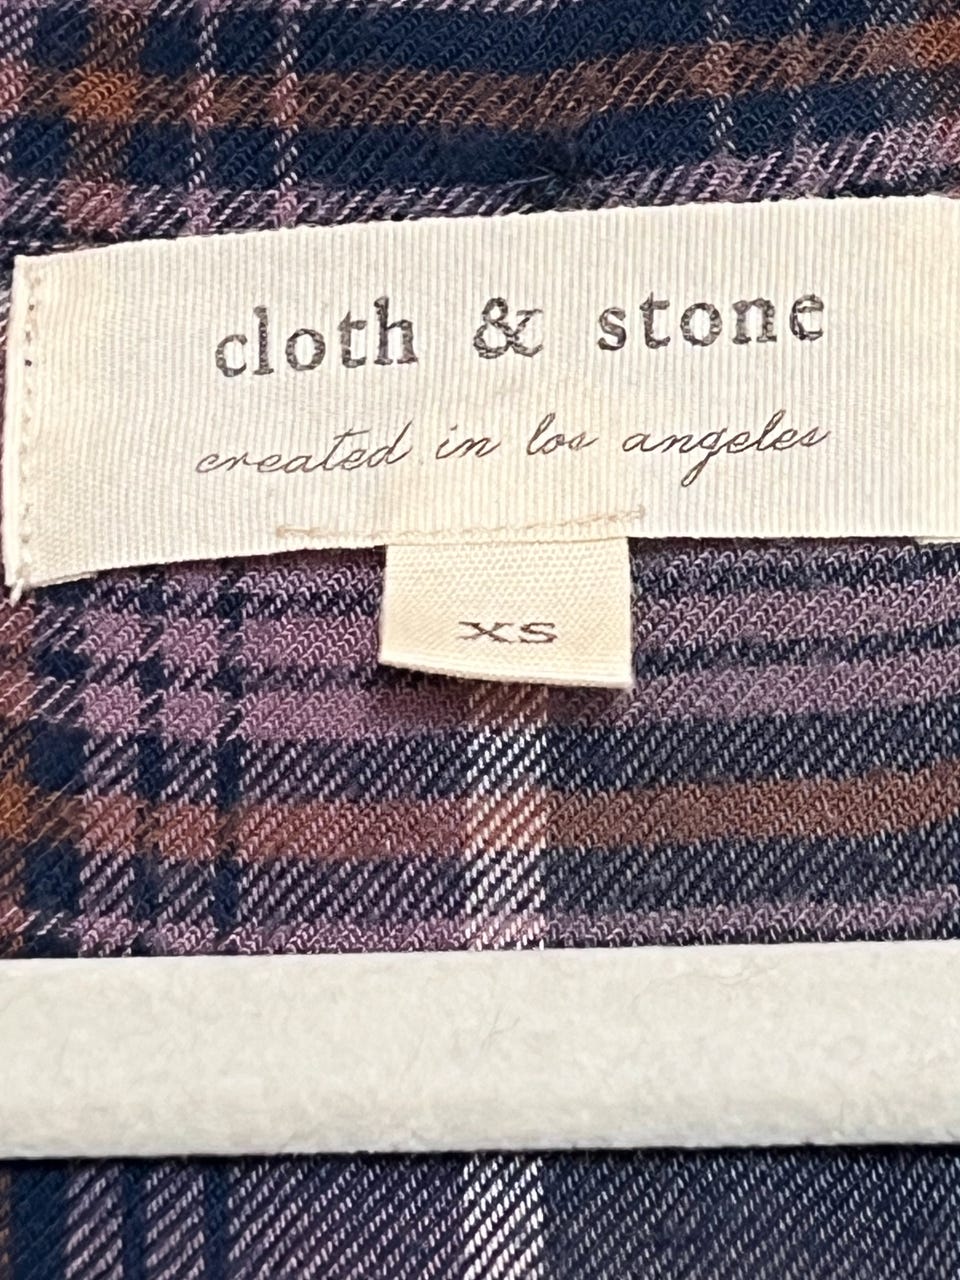 cloth & stone
created in los angeles
XS